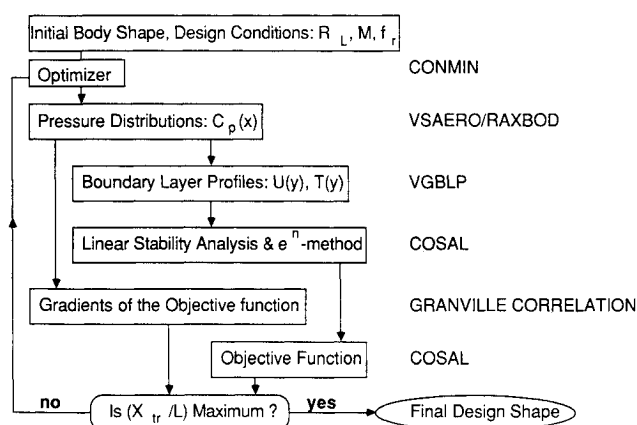 Initial Body Shape, Design Conditions: R L, M, f r
Optimizer CONMIN
Pressure Distributions: C p (x) VSAERO/RAXBOD
Boundary Layer Profiles: U(y), T(y) VGBLP
Linear Stability Analysis & e n -method COSAL
Gradients of the Objective function GRANVILLE CORRELATION
Objective Function COSAL
no Is (X tr /L) Maximum ? yes Final Design Shape